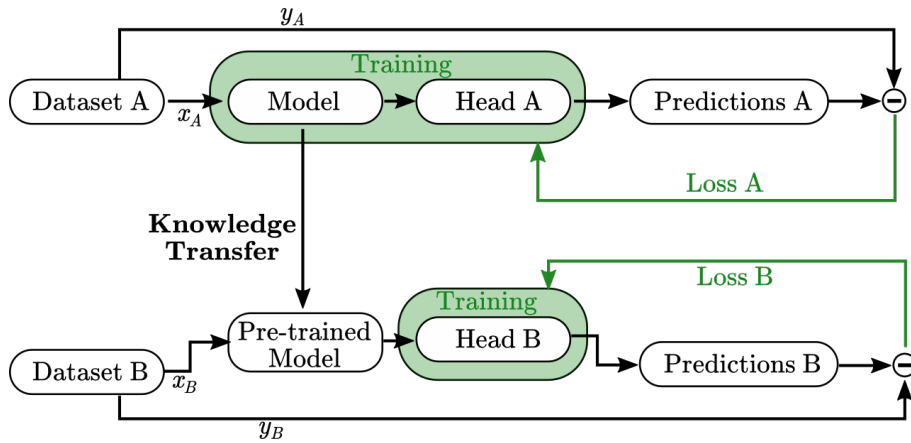 y_A
Training
Dataset A
x_A
Model
Head A
Predictions A
−
Loss A
Knowledge
Transfer
Loss B
Training
Pre-trained
Model
Head B
Dataset B
x_B
Predictions B
−
y_B